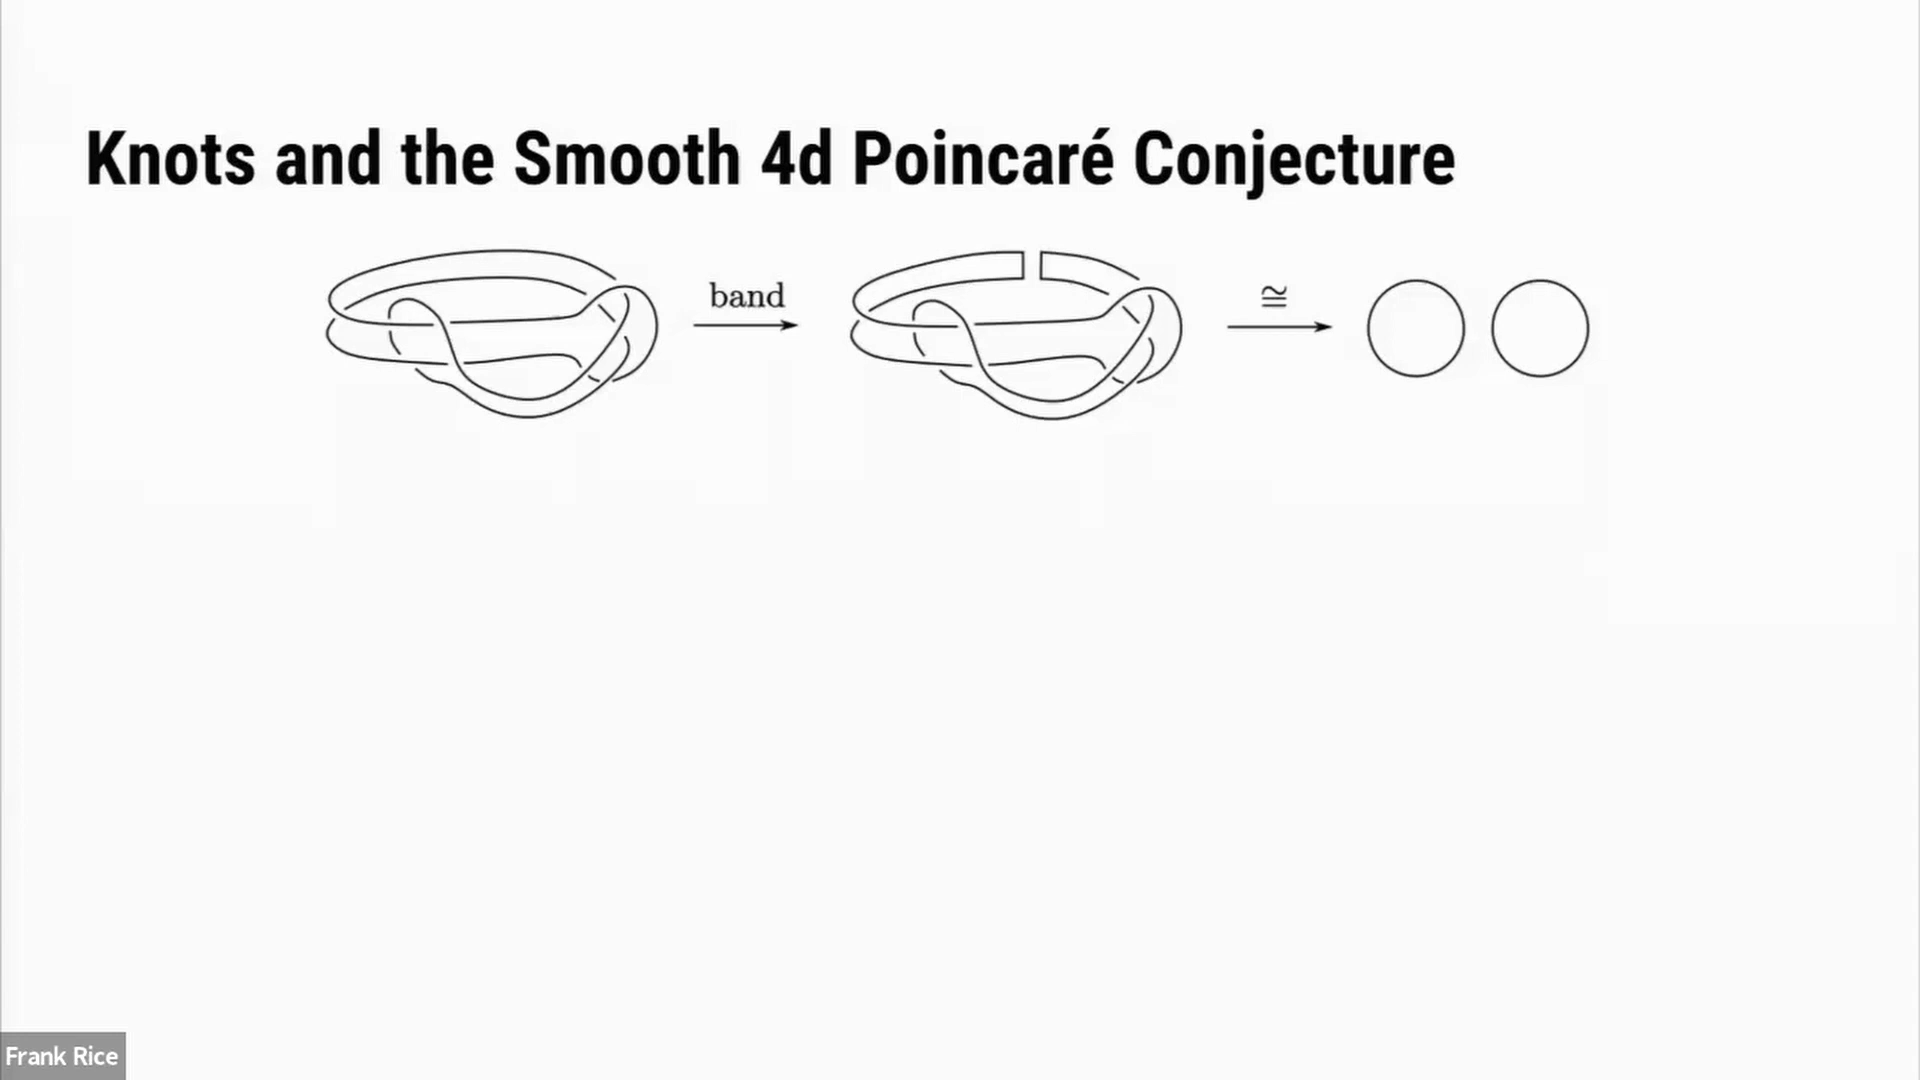 Knots and the Smooth 4d Poincaré Conjecture
band
≅
Frank Rice